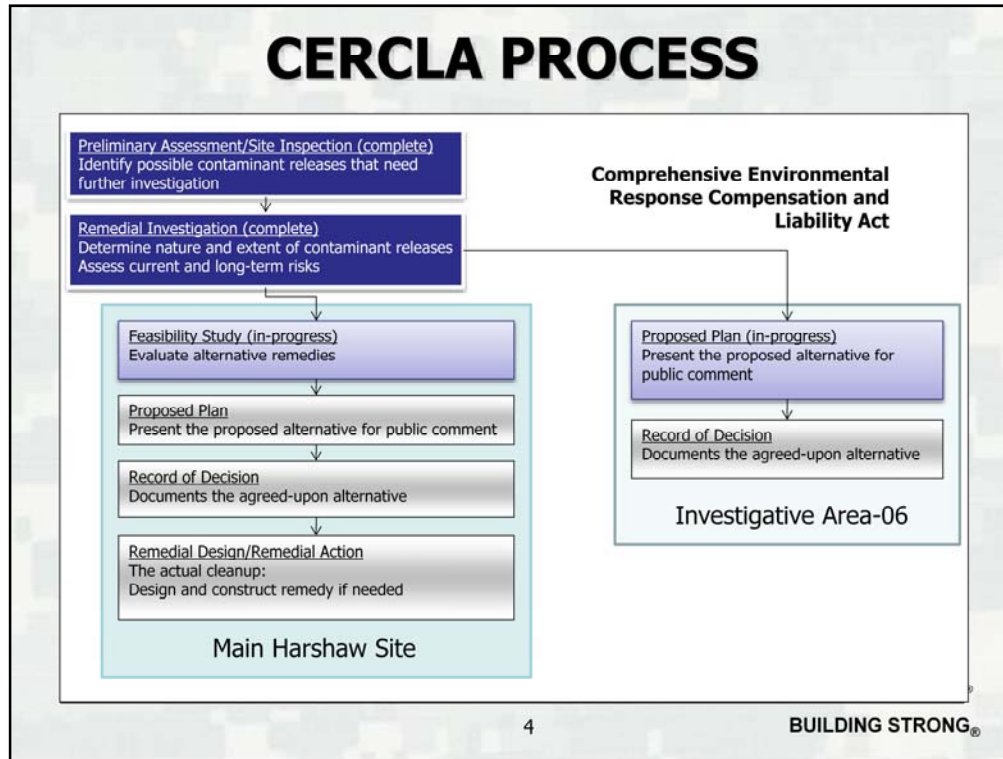 CERCLA PROCESS
Preliminary Assessment/Site Inspection (complete)
Identify possible contaminant releases that need
further investigation
Comprehensive Environmental
Response Compensation and
Liability Act
Remedial Investigation (complete)
Determine nature and extent of contaminant releases
Assess current and long-term risks
Feasibility Study (in-progress)
Evaluate alternative remedies
Proposed Plan
Present the proposed alternative for public comment
Record of Decision
Documents the agreed-upon alternative
Remedial Design/Remedial Action
The actual cleanup:
Design and construct remedy if needed
Main Harshaw Site
Proposed Plan (in-progress)
Present the proposed alternative for
public comment
Record of Decision
Documents the agreed-upon alternative
Investigative Area-06
4
BUILDING STRONG®